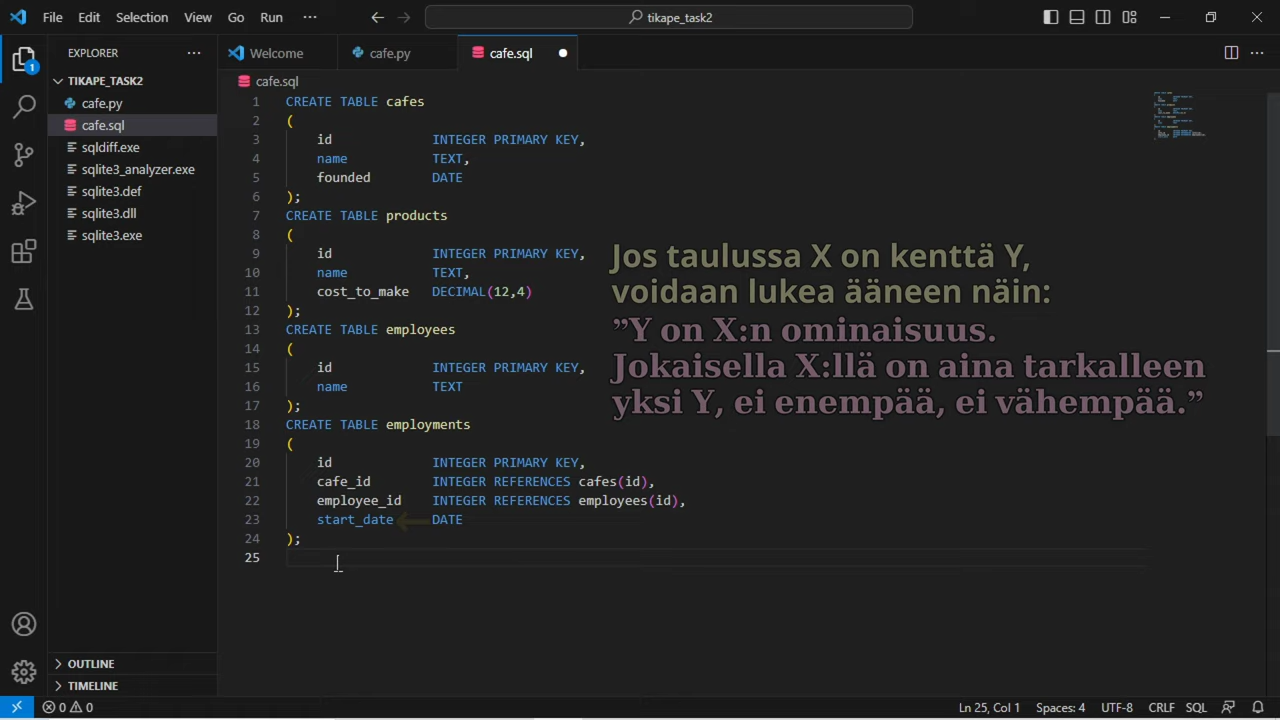 File Edit Selection View Go Run ··· tikape_task2
EXPLORER ···
Welcome cafe.py cafe.sql
TIKAPE_TASK2
cafe.py
cafe.sql
sqldiff.exe
sqlite3_analyzer.exe
sqlite3.def
sqlite3.dll
sqlite3.exe
1
cafe.sql
1 CREATE TABLE cafes
2 (
3 id INTEGER PRIMARY KEY,
4 name TEXT,
5 founded DATE
6 );
7 CREATE TABLE products
8 (
9 id INTEGER PRIMARY KEY,
10 name TEXT,
11 cost_to_make DECIMAL(12,4)
12 );
13 CREATE TABLE employees
14 (
15 id INTEGER PRIMARY KEY,
16 name TEXT
17 );
18 CREATE TABLE employments
19 (
20 id INTEGER PRIMARY KEY,
21 cafe_id INTEGER REFERENCES cafes(id),
22 employee_id INTEGER REFERENCES employees(id),
23 start_date DATE
24 );
25
Jos taulussa X on kenttä Y,
voidaan lukea ääneen näin:
”Y on X:n ominaisuus.
Jokaisella X:llä on aina tarkalleen
yksi Y, ei enempää, ei vähempää.”
OUTLINE
TIMELINE
0 0 Ln 25, Col 1 Spaces: 4 UTF-8 CRLF SQL